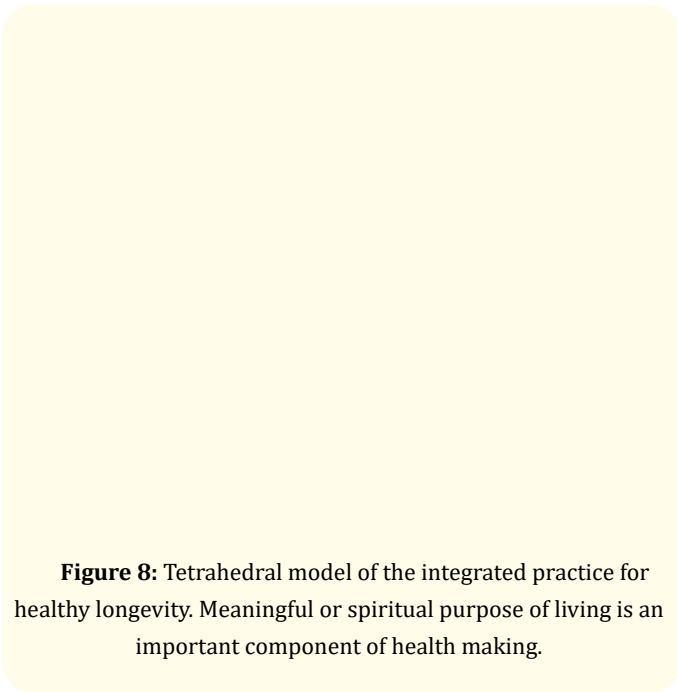 Figure 8: Tetrahedral model of the integrated practice for
healthy longevity. Meaningful or spiritual purpose of living is an
important component of health making.